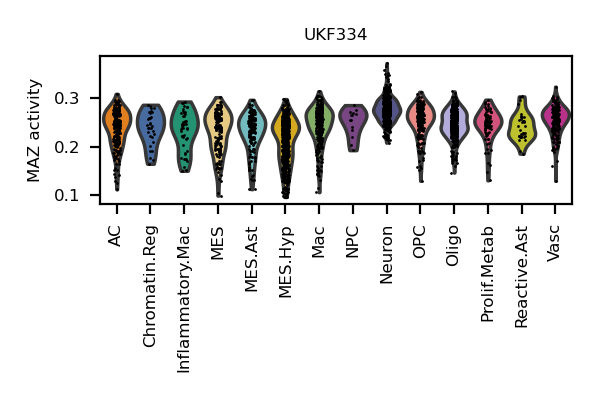 UKF334
MAZ activity
0.3
0.2
0.1
AC
Chromatin.Reg
Inflammatory.Mac
MES
MES.Ast
MES.Hyp
Mac
NPC
Neuron
OPC
Oligo
Prolif.Metab
Reactive.Ast
Vasc